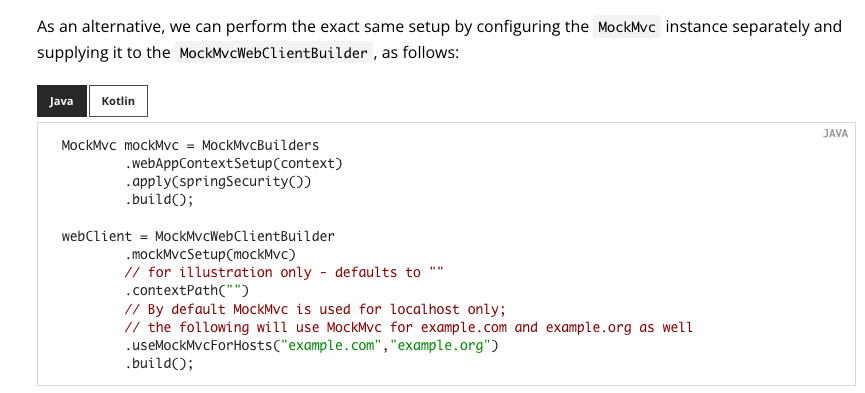 As an alternative, we can perform the exact same setup by configuring the MockMvc instance separately and
supplying it to the MockMvcWebClientBuilder, as follows:
Java
Kotlin
JAVA
MockMvc mockMvc = MockMvcBuilders
        .webAppContextSetup(context)
        .apply(springSecurity())
        .build();

webClient = MockMvcWebClientBuilder
        .mockMvcSetup(mockMvc)
        // for illustration only - defaults to ""
        .contextPath("")
        // By default MockMvc is used for localhost only;
        // the following will use MockMvc for example.com and example.org as well
        .useMockMvcForHosts("example.com","example.org")
        .build();